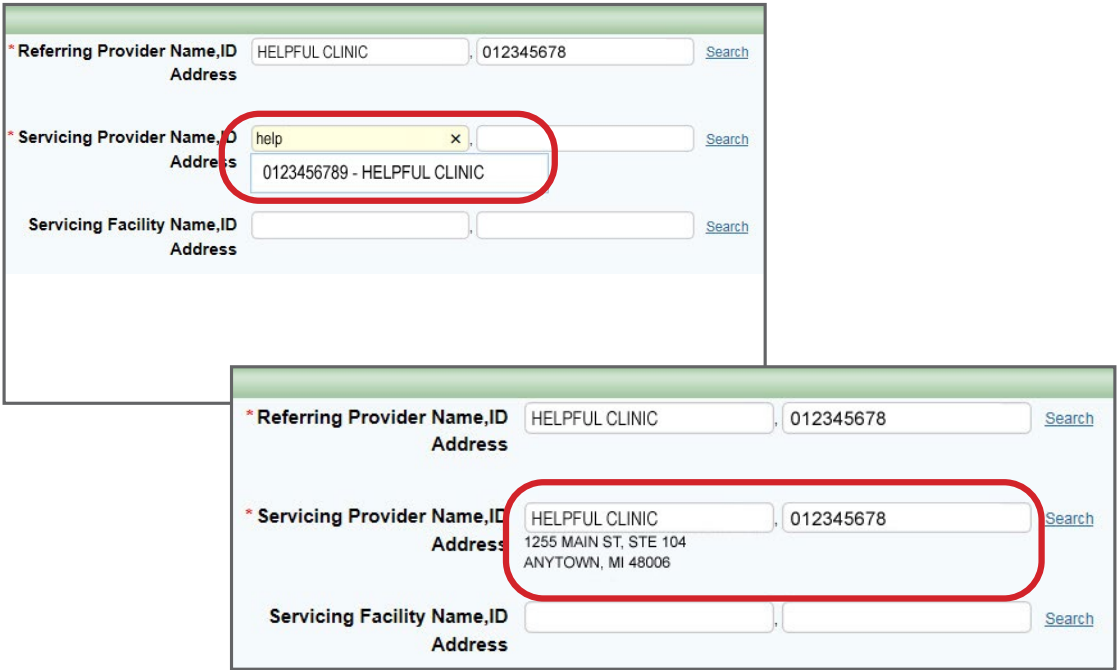 * Referring Provider Name,ID HELPFUL CLINIC , 012345678 Search
Address
* Servicing Provider Name,ID help × , Search
Address
0123456789 - HELPFUL CLINIC
Servicing Facility Name,ID , Search
Address
* Referring Provider Name,ID HELPFUL CLINIC , 012345678 Search
Address
* Servicing Provider Name,ID HELPFUL CLINIC , 012345678 Search
Address 1255 MAIN ST, STE 104
ANYTOWN, MI 48006
Servicing Facility Name,ID , Search
Address